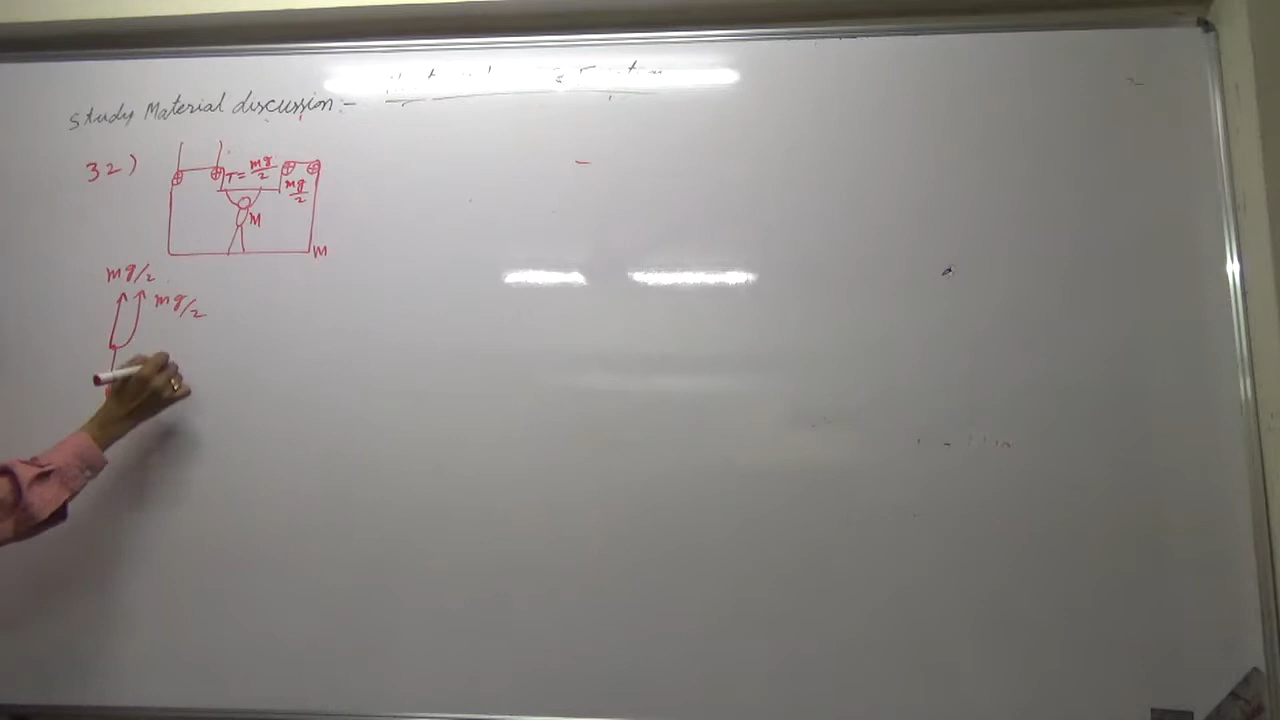 Study Material discussion :-
32)
T = mg/2
mg/2
M
m
mg/2
mg/2